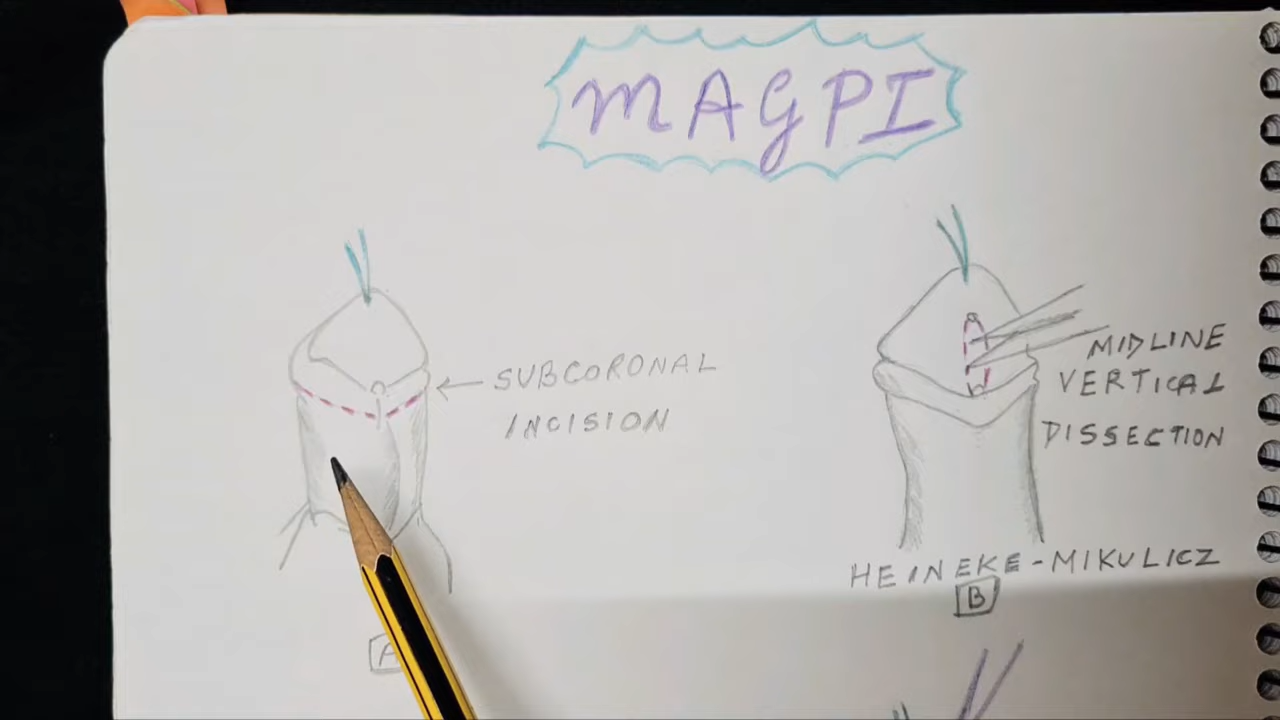 MAGPI
SUBCORONAL
INCISION
MIDLINE
VERTICAL
DISSECTION
HEINEKE-MIKULICZ
B
A